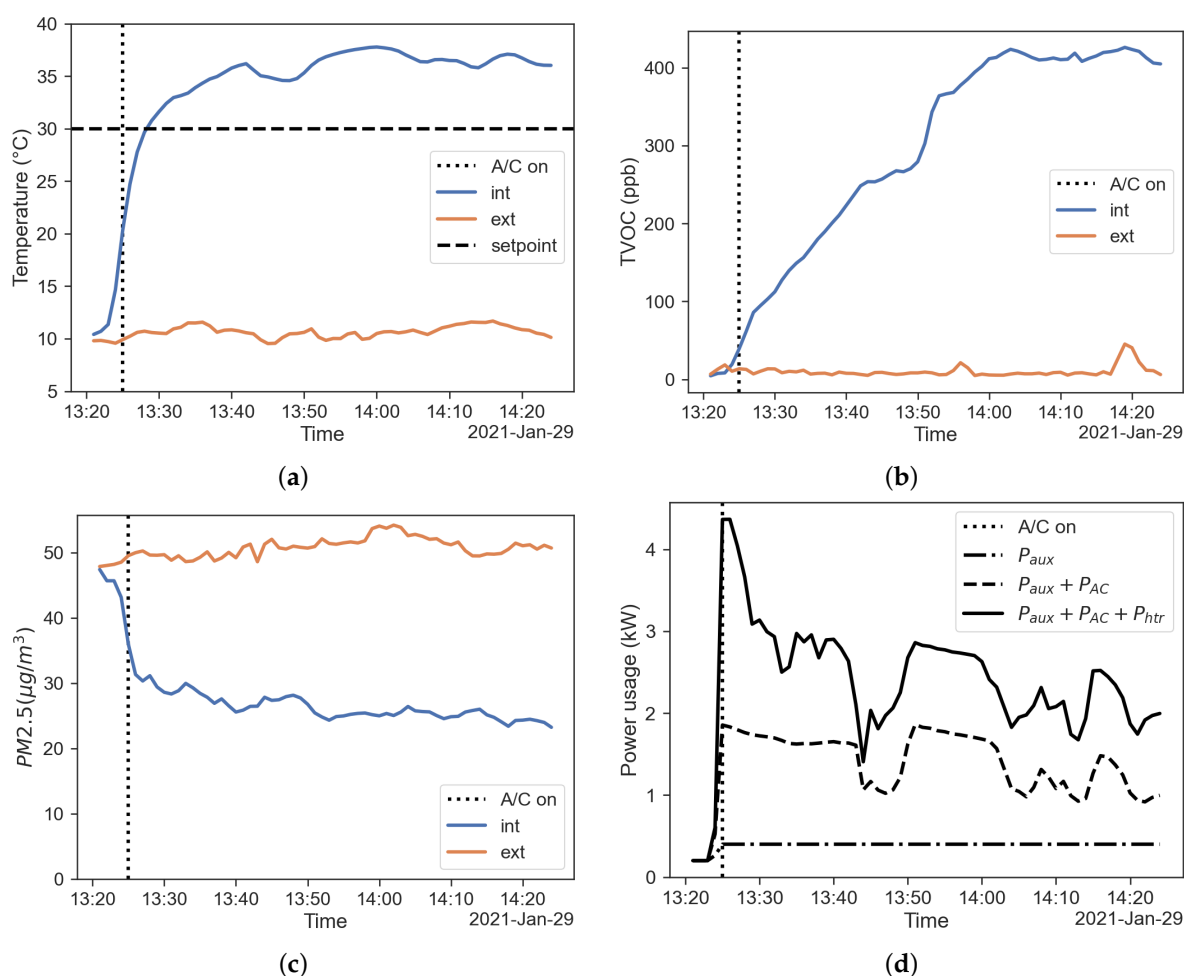 40
35
30
25
20
15
10
5
Temperature (°C)
A/C on
int
ext
setpoint
13:20 13:30 13:40 13:50 14:00 14:10 14:20
Time 2021-Jan-29
(a)
400
300
200
100
0
TVOC (ppb)
A/C on
int
ext
13:20 13:30 13:40 13:50 14:00 14:10 14:20
Time 2021-Jan-29
(b)
50
40
30
20
10
0
PM2.5(μg/m³)
A/C on
int
ext
13:20 13:30 13:40 13:50 14:00 14:10 14:20
Time 2021-Jan-29
(c)
4
3
2
1
0
Power usage (kW)
A/C on
P_aux
P_aux + P_AC
P_aux + P_AC + P_htr
13:20 13:30 13:40 13:50 14:00 14:10 14:20
Time 2021-Jan-29
(d)